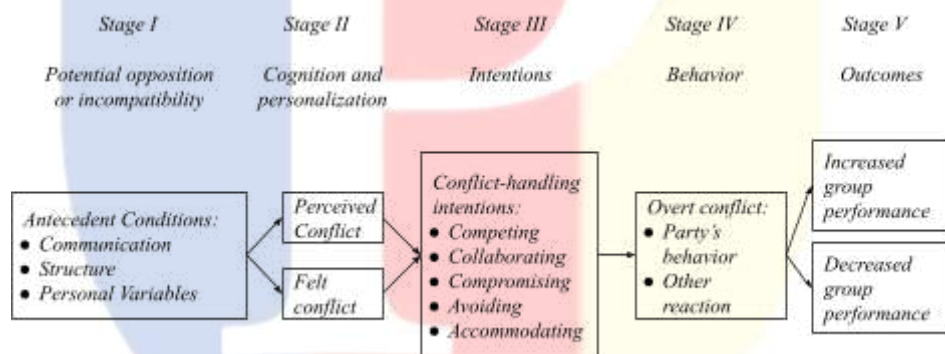 Stage I
Stage II
Stage III
Stage IV
Stage V
Potential opposition
or incompatibility
Cognition and
personalization
Intentions
Behavior
Outcomes
Antecedent Conditions:
● Communication
● Structure
● Personal Variables
Perceived
Conflict
Felt
conflict
Conflict-handling
intentions:
● Competing
● Collaborating
● Compromising
● Avoiding
● Accommodating
Overt conflict:
● Party's
behavior
● Other
reaction
Increased
group
performance
Decreased
group
performance